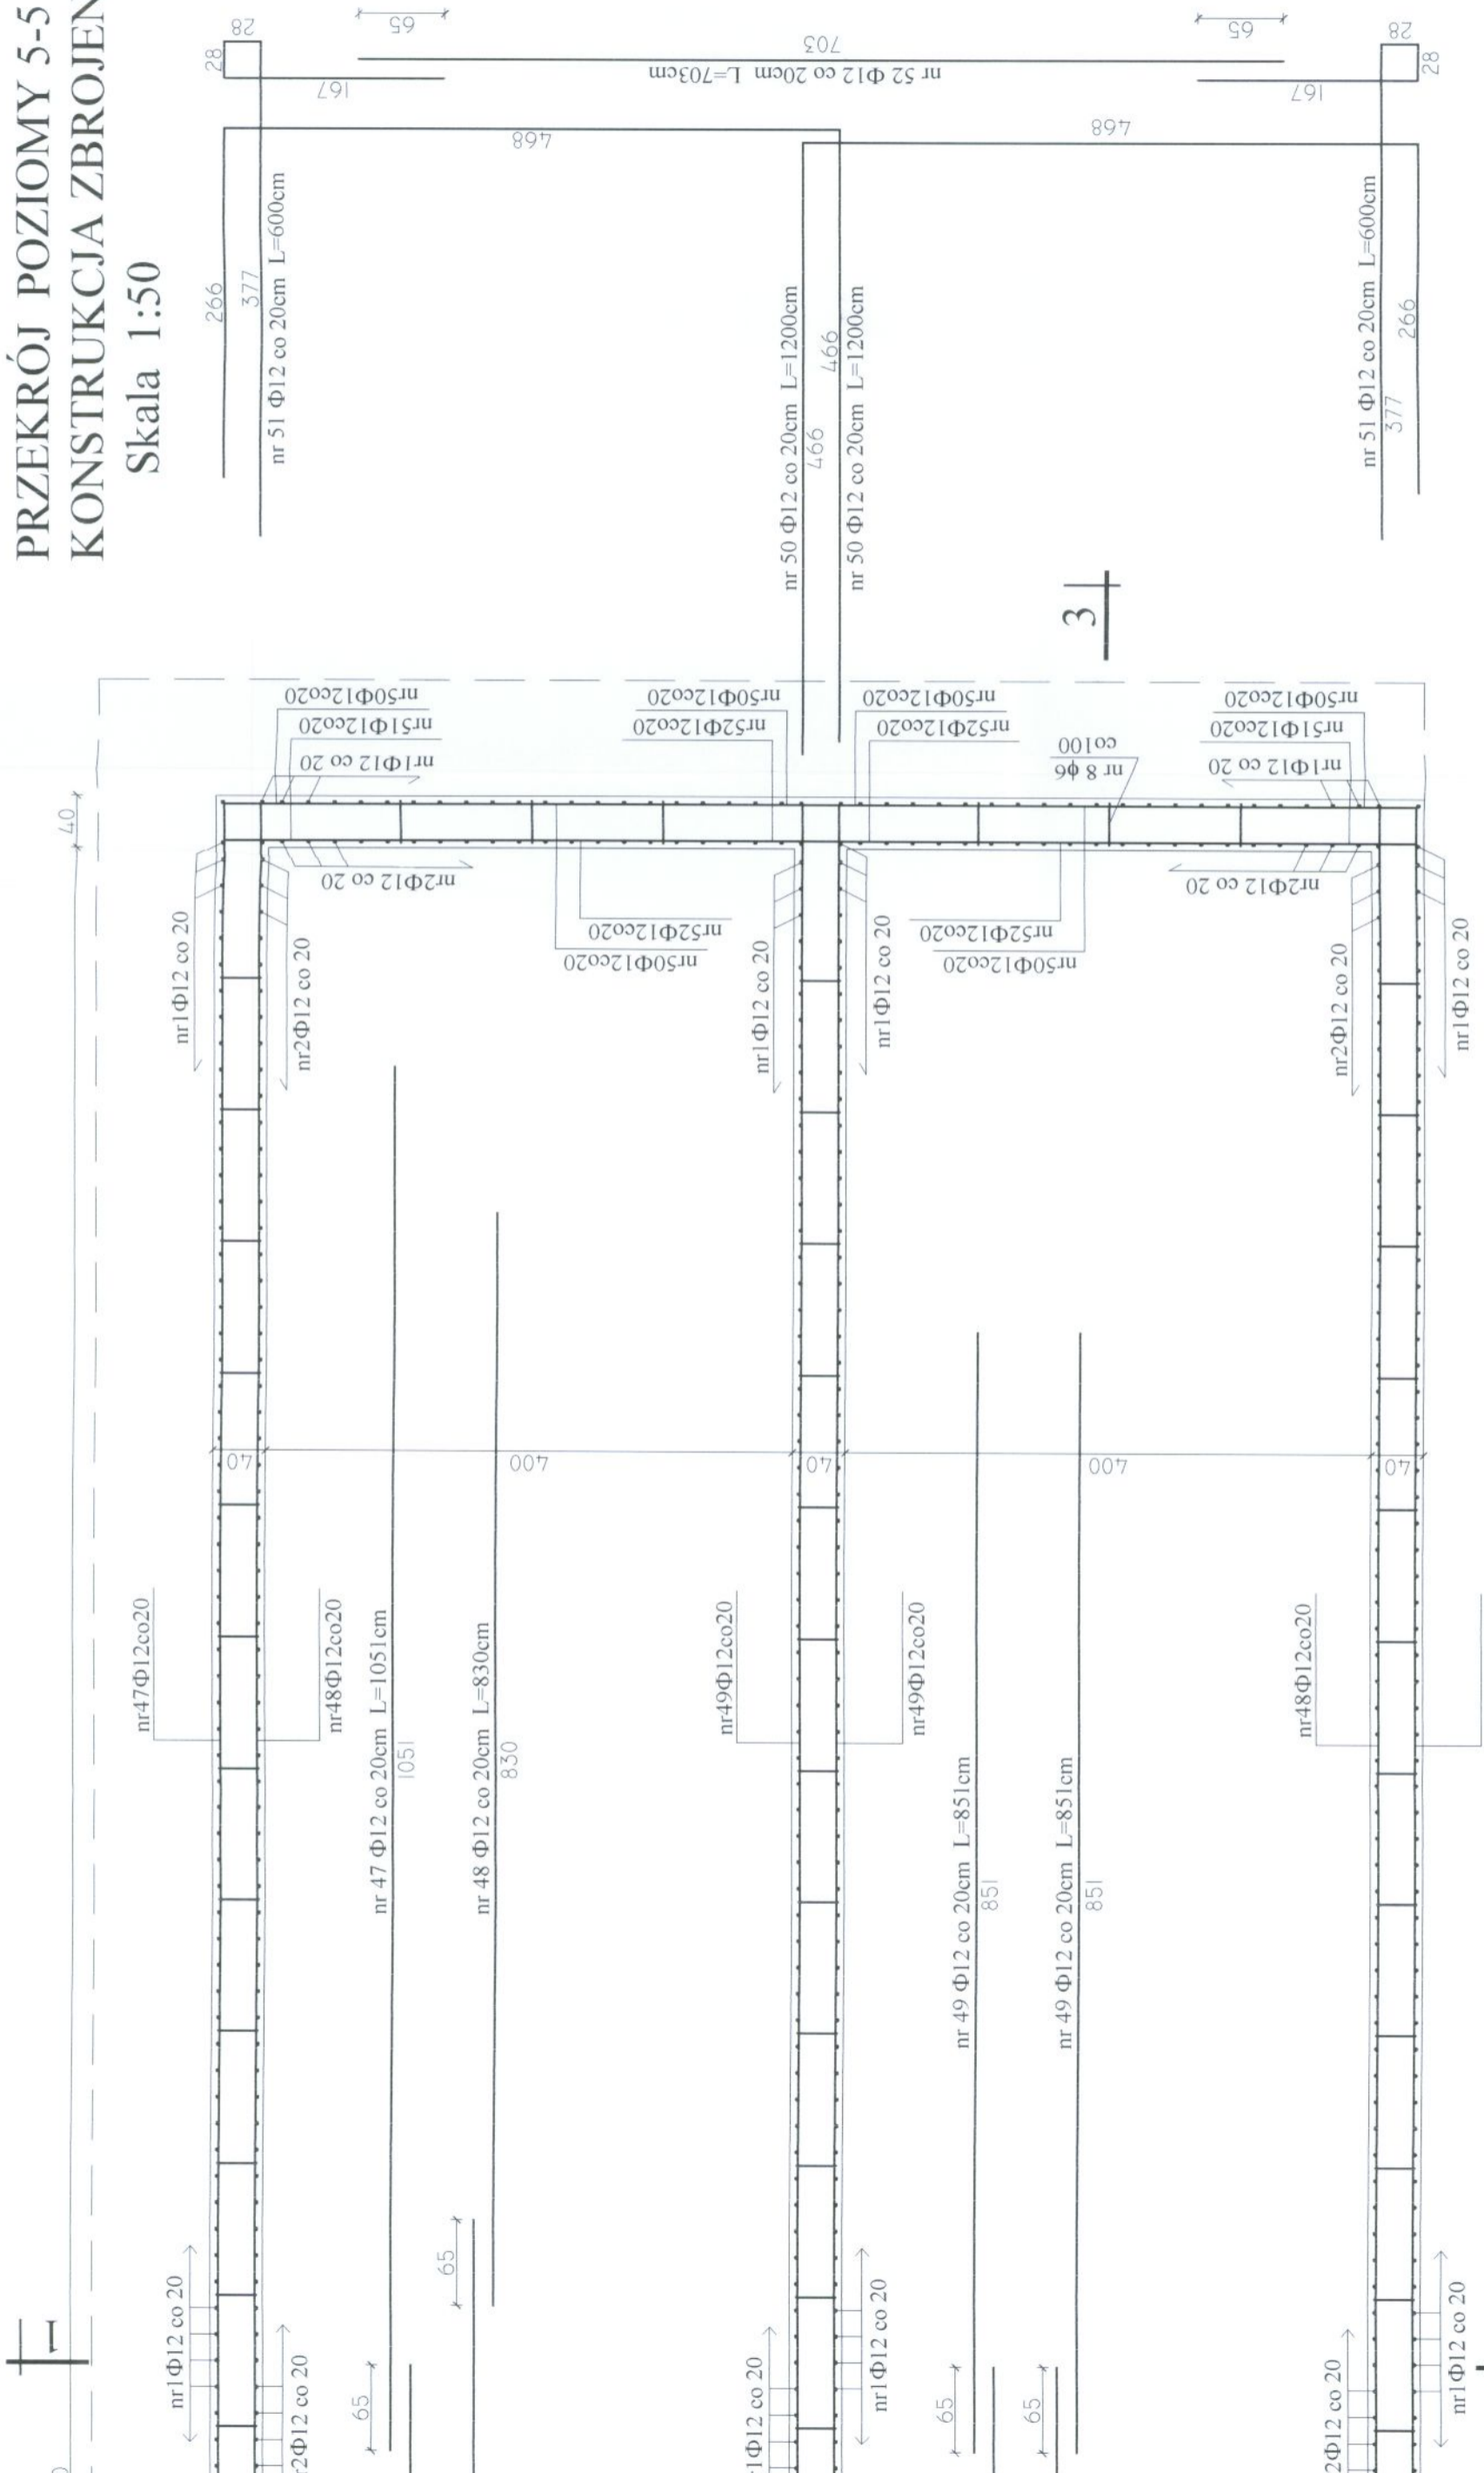 PRZEKRÓJ POZIOMY 5-5
KONSTRUKCJA ZBROJEN
Skala 1:50
28
28
167
65
703
nr 52 Φ12 co 20cm L=703cm
65
167
28
28
468
468
266
377
nr 51 Φ12 co 20cm L=600cm
nr 50 Φ12 co 20cm L=1200cm
466
466
nr 50 Φ12 co 20cm L=1200cm
nr 51 Φ12 co 20cm L=600cm
377
266
3
40
nr50Φ12co20
nr51Φ12co20
nr1Φ12 co 20
nr50Φ12co20
nr52Φ12co20
nr50Φ12co20
nr52Φ12co20
nr 8 ϕ6
co100
nr50Φ12co20
nr51Φ12co20
nr1Φ12 co 20
nr1Φ12 co 20
nr2Φ12 co 20
nr2Φ12 co 20
nr52Φ12co20
nr50Φ12co20
nr1Φ12 co 20
nr1Φ12 co 20
nr52Φ12co20
nr50Φ12co20
nr2Φ12 co 20
nr2Φ12 co 20
nr1Φ12 co 20
40
400
40
400
40
nr47Φ12co20
nr48Φ12co20
nr 47 Φ12 co 20cm L=1051cm
1051
nr 48 Φ12 co 20cm L=830cm
830
nr49Φ12co20
nr49Φ12co20
nr 49 Φ12 co 20cm L=851cm
851
nr 49 Φ12 co 20cm L=851cm
851
nr48Φ12co20
1
nr1Φ12 co 20
r2Φ12 co 20
65
65
r1Φ12 co 20
nr1Φ12 co 20
65
65
2Φ12 co 20
nr1Φ12 co 20